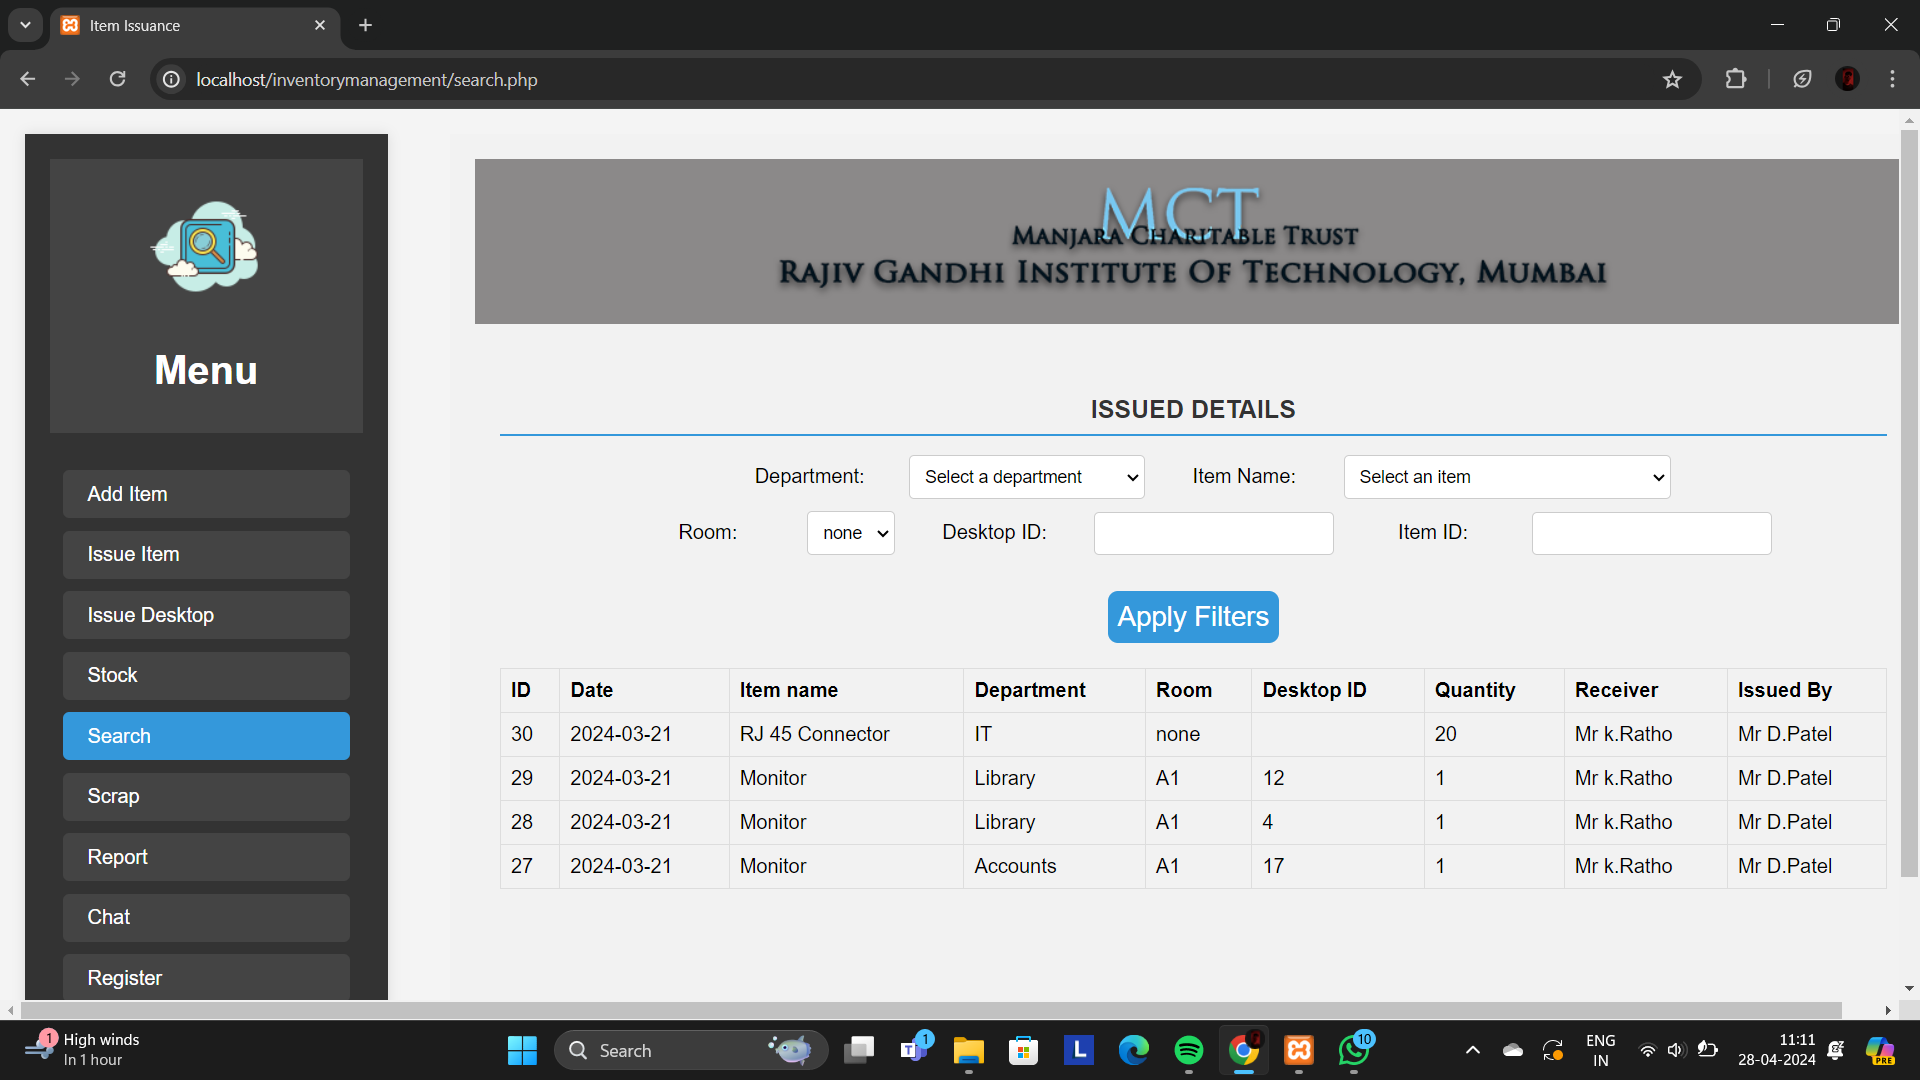 Item Issuance
localhost/inventorymanagement/search.php
Menu
Add Item
Issue Item
Issue Desktop
Stock
Search
Scrap
Report
Chat
Register
MCT
MANJARA CHARITABLE TRUST
RAJIV GANDHI INSTITUTE OF TECHNOLOGY, MUMBAI
ISSUED DETAILS
Department: Select a department Item Name: Select an item
Room: none Desktop ID: Item ID:
Apply Filters
ID Date Item name Department Room Desktop ID Quantity Receiver Issued By
30 2024-03-21 RJ 45 Connector IT none 20 Mr k.Ratho Mr D.Patel
29 2024-03-21 Monitor Library A1 12 1 Mr k.Ratho Mr D.Patel
28 2024-03-21 Monitor Library A1 4 1 Mr k.Ratho Mr D.Patel
27 2024-03-21 Monitor Accounts A1 17 1 Mr k.Ratho Mr D.Patel
1 High winds
In 1 hour
Search
1
L
10
ENG
IN
11:11
28-04-2024
PRE